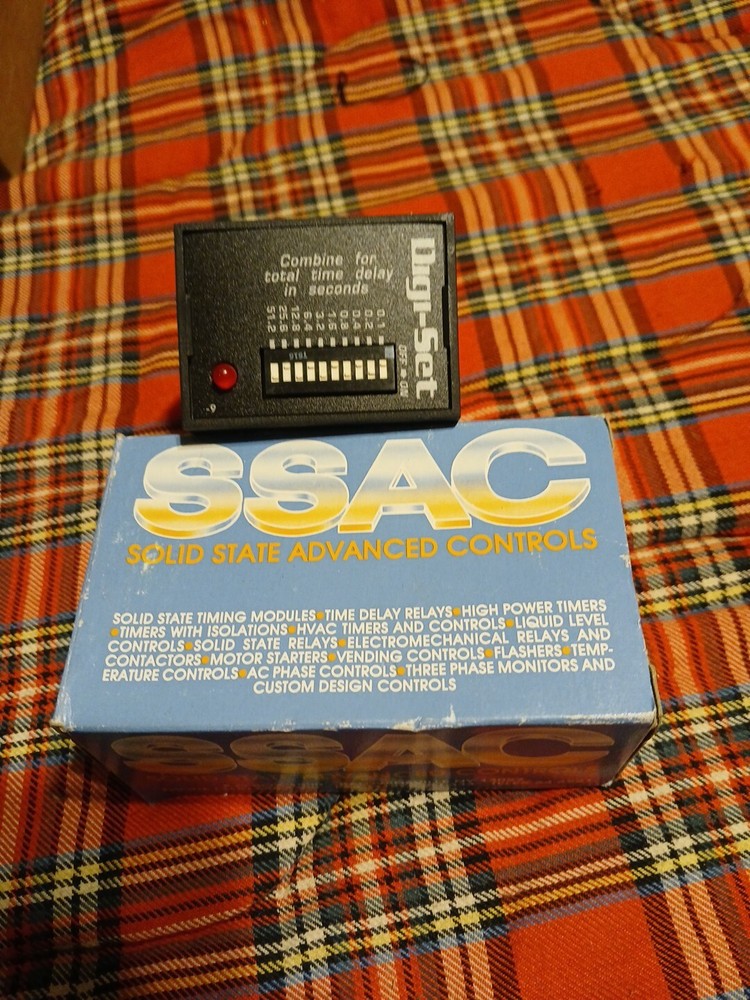 Combine for
total time delay
in seconds
Digi-Set
51.2
25.6
12.8
6.4
3.2
1.6
0.8
0.4
0.2
0.1
OFF ON
SSAC
SOLID STATE ADVANCED CONTROLS
SOLID STATE TIMING MODULES•TIME DELAY RELAYS•HIGH POWER TIMERS
•TIMERS WITH ISOLATIONS•HVAC TIMERS AND CONTROLS•LIQUID LEVEL
CONTROLS•SOLID STATE RELAYS•ELECTROMECHANICAL RELAYS AND
CONTACTORS•MOTOR STARTERS•VENDING CONTROLS•FLASHERS•TEMP-
ERATURE CONTROLS•AC PHASE CONTROLS•THREE PHASE MONITORS AND
CUSTOM DESIGN CONTROLS
SSAC